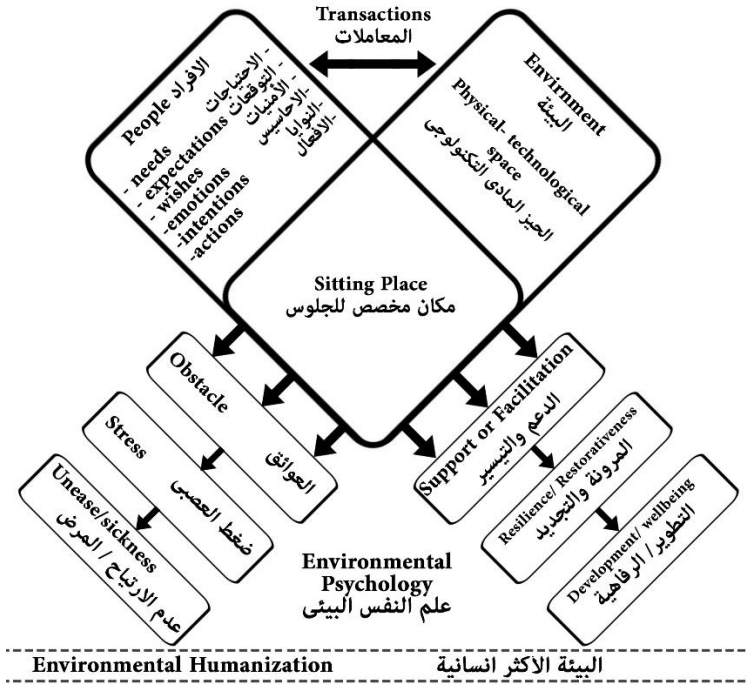 Transactions
المعاملات
People الافراد
- needs
- expectations
- wishes
-emotions
-intentions
-actions
- الاحتياجات
- التوقعات
- الأمنيات
-الاحاسيس
-النوايا
-الافعال
Envirnment
البيئة
Physical- technological
space
الحيز المادى التكنولوجى
Sitting Place
مكان مخصص للجلوس
Obstacle
العوائق
Stress
ضغط العصبى
Unease/sickness
عدم الارتياح / المرض
Support or Facilitation
الدعم والتيسير
Resilience/ Restorativeness
المرونة والتجديد
Development/ wellbeing
التطوير/ الرفاهية
Environmental
Psychology
علم النفس البيئى
Environmental Humanization البيئة الأكثر انسانية